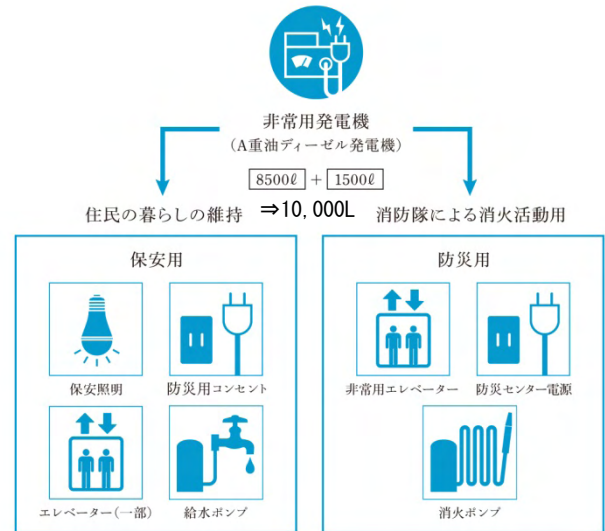 非常用発電機
（A重油ディーゼル発電機）
8500ℓ + 1500ℓ
⇒10,000L
住民の暮らしの維持
消防隊による消火活動用
保安用
保安照明
防災用コンセント
エレベーター（一部）
給水ポンプ
防災用
非常用エレベーター
防災センター電源
消火ポンプ